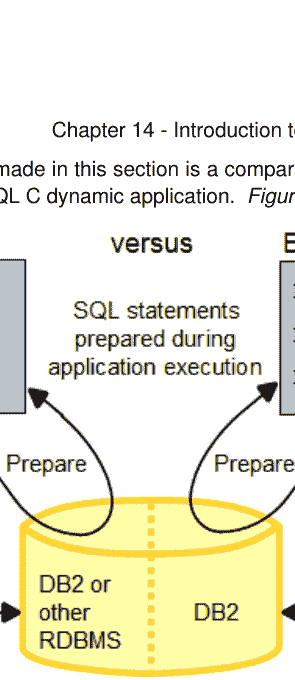 Chapter 14 - Introduction t
made in this section is a compar
QL C dynamic application. Figur
versus
E
SQL statements
prepared during
application execution
Prepare
Prepare
DB2 or
other
RDBMS
DB2